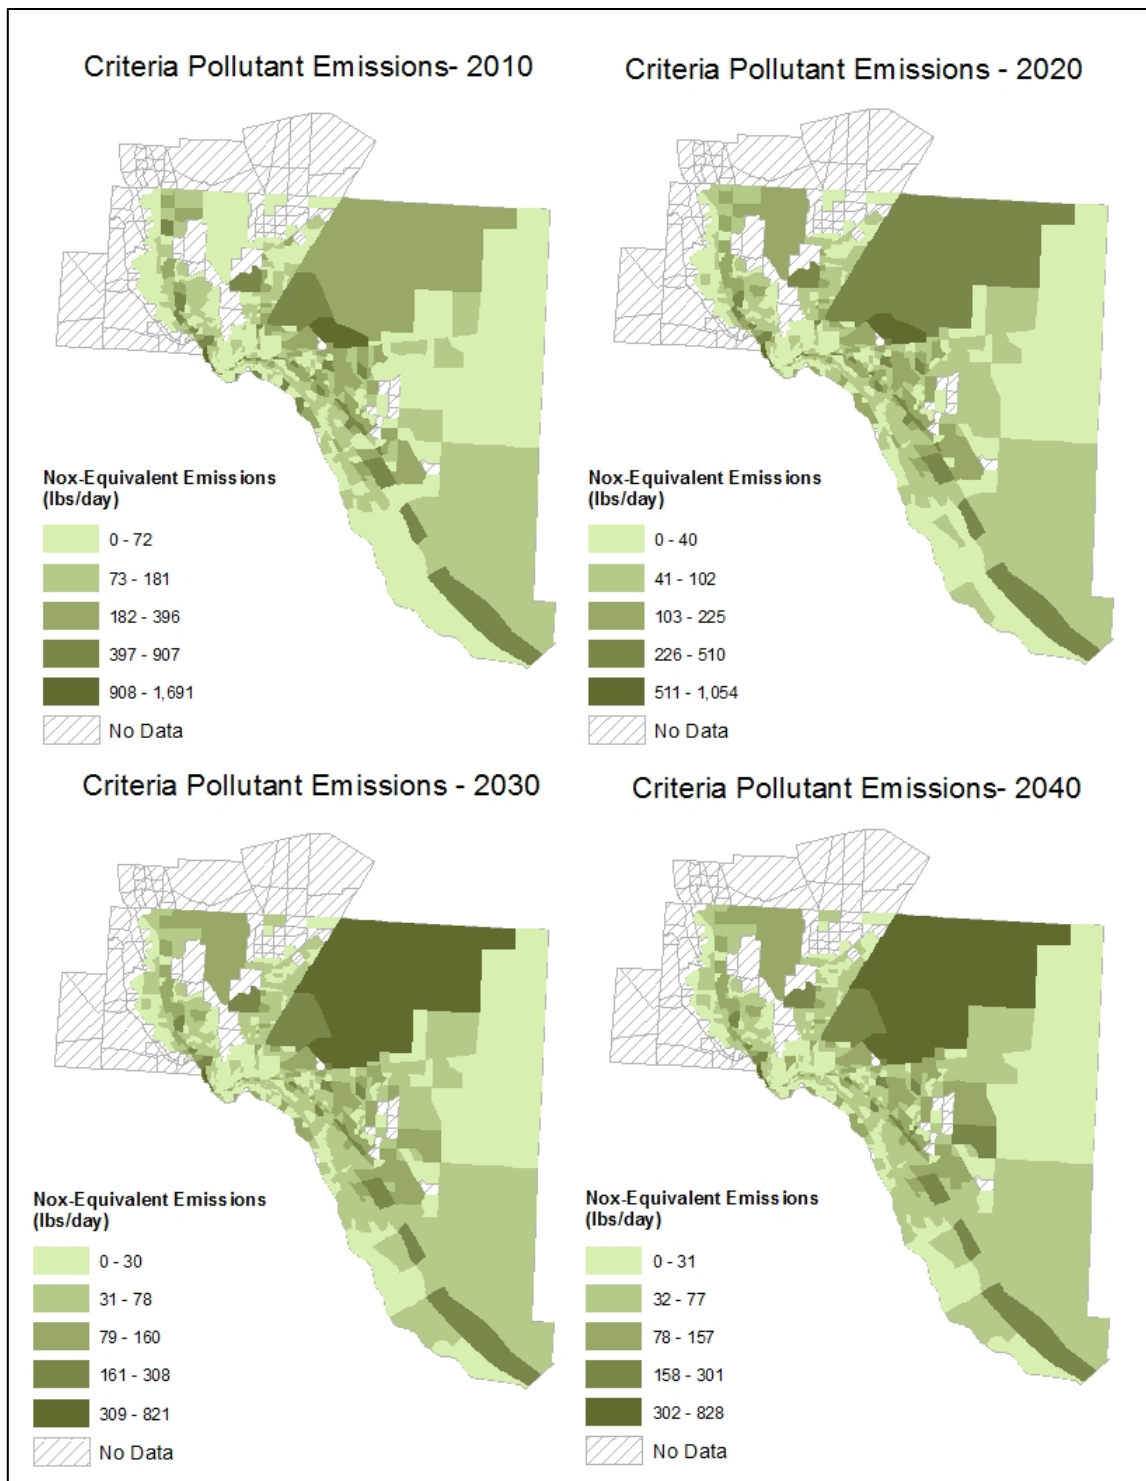 Criteria Pollutant Emissions- 2010
Nox-Equivalent Emissions
(lbs/day)
0 - 72
73 - 181
182 - 396
397 - 907
908 - 1,691
No Data
Criteria Pollutant Emissions - 2020
Nox-Equivalent Emissions
(lbs/day)
0 - 40
41 - 102
103 - 225
226 - 510
511 - 1,054
No Data
Criteria Pollutant Emissions - 2030
Nox-Equivalent Emissions
(lbs/day)
0 - 30
31 - 78
79 - 160
161 - 308
309 - 821
No Data
Criteria Pollutant Emissions- 2040
Nox-Equivalent Emissions
(lbs/day)
0 - 31
32 - 77
78 - 157
158 - 301
302 - 828
No Data